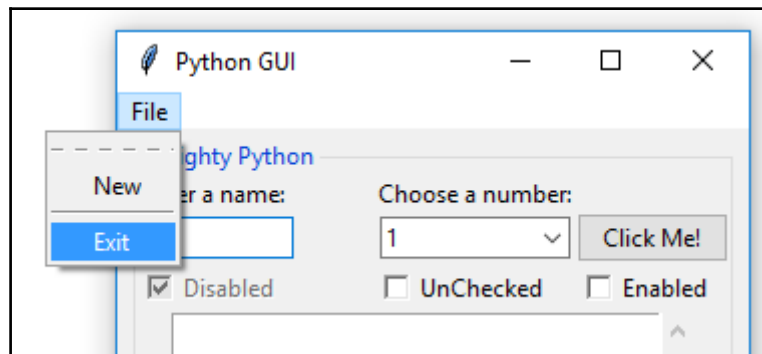 Python GUI
File
ghty Python
New
er a name:
Choose a number:
1
Click Me!
Exit
Disabled
UnChecked
Enabled